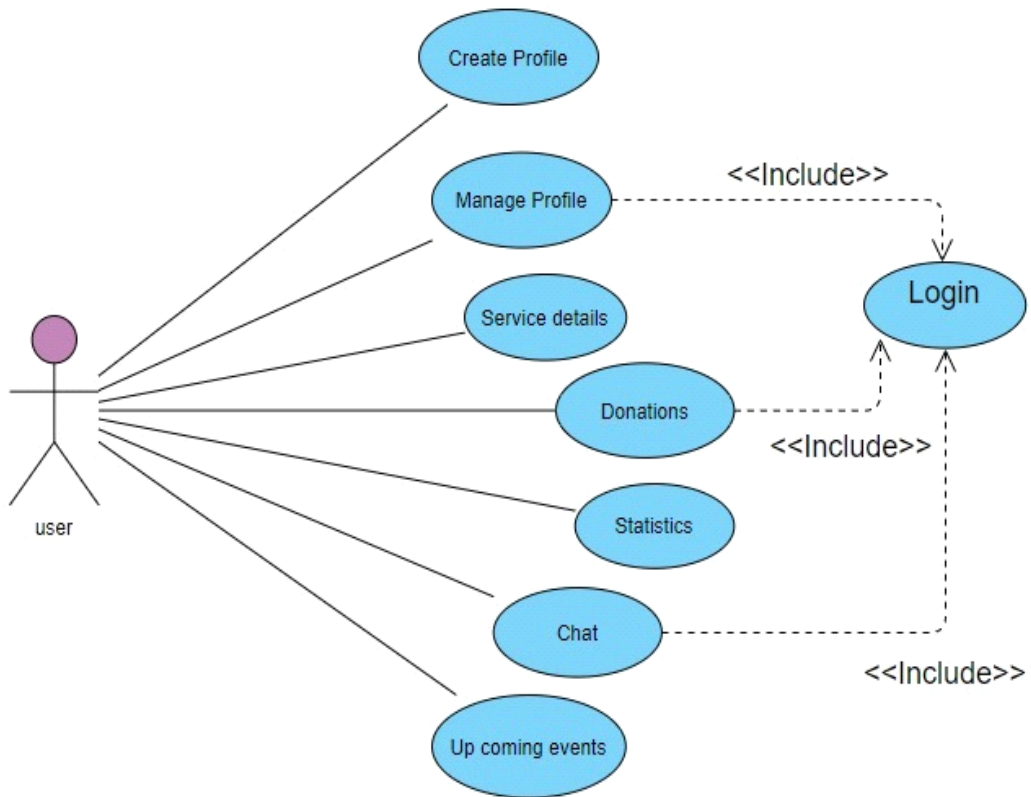 Create Profile
<<Include>>
Manage Profile
Login
Service details
Donations
<<Include>>
Statistics
user
Chat
<<Include>>
Up coming events